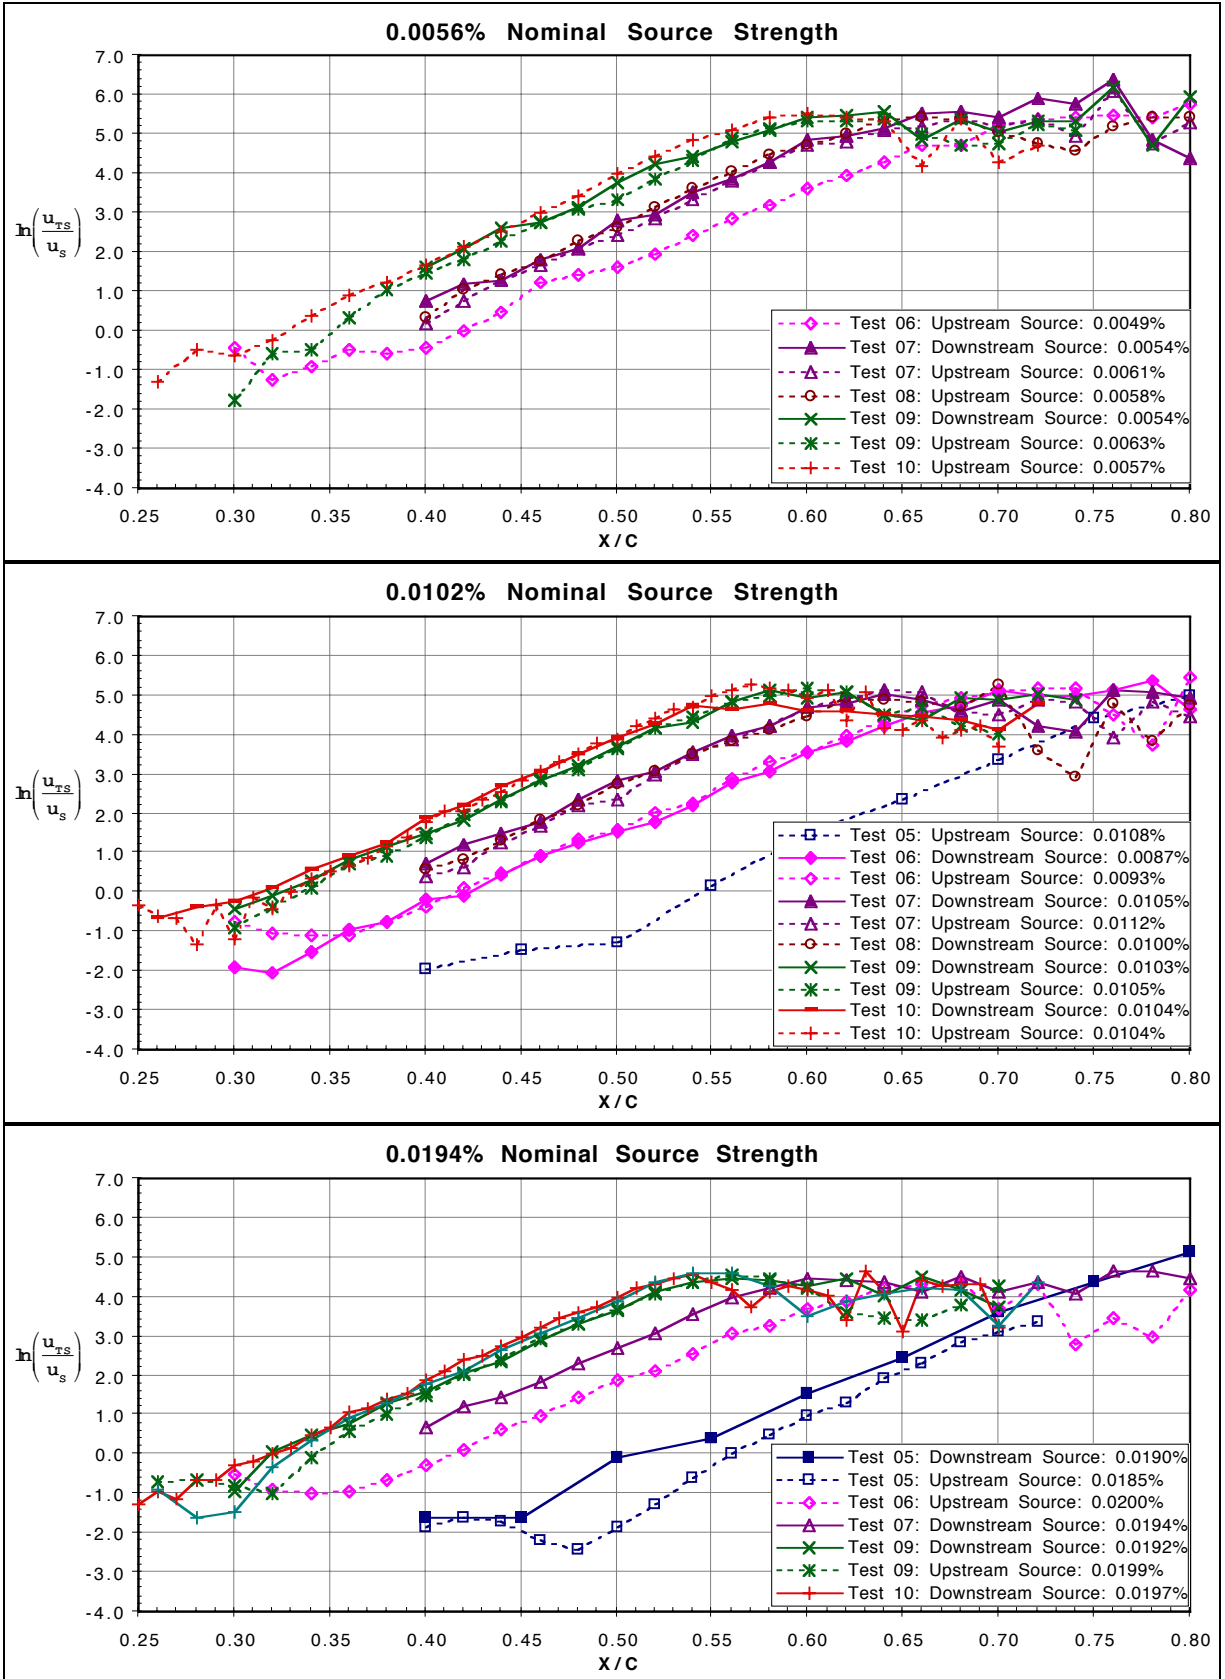 0.0056% Nominal Source Strength
7.0
6.0
5.0
4.0
3.0
2.0
1.0
0.0
-1.0
-2.0
-3.0
-4.0
ln(u_TS / u_S)
Test 06: Upstream Source: 0.0049%
Test 07: Downstream Source: 0.0054%
Test 07: Upstream Source: 0.0061%
Test 08: Upstream Source: 0.0058%
Test 09: Downstream Source: 0.0054%
Test 09: Upstream Source: 0.0063%
Test 10: Upstream Source: 0.0057%
0.25 0.30 0.35 0.40 0.45 0.50 0.55 0.60 0.65 0.70 0.75 0.80
X / C
0.0102% Nominal Source Strength
7.0
6.0
5.0
4.0
3.0
2.0
1.0
0.0
-1.0
-2.0
-3.0
-4.0
ln(u_TS / u_S)
Test 05: Upstream Source: 0.0108%
Test 06: Downstream Source: 0.0087%
Test 06: Upstream Source: 0.0093%
Test 07: Downstream Source: 0.0105%
Test 07: Upstream Source: 0.0112%
Test 08: Downstream Source: 0.0100%
Test 09: Downstream Source: 0.0103%
Test 09: Upstream Source: 0.0105%
Test 10: Downstream Source: 0.0104%
Test 10: Upstream Source: 0.0104%
0.25 0.30 0.35 0.40 0.45 0.50 0.55 0.60 0.65 0.70 0.75 0.80
X / C
0.0194% Nominal Source Strength
7.0
6.0
5.0
4.0
3.0
2.0
1.0
0.0
-1.0
-2.0
-3.0
-4.0
ln(u_TS / u_S)
Test 05: Downstream Source: 0.0190%
Test 05: Upstream Source: 0.0185%
Test 06: Upstream Source: 0.0200%
Test 07: Downstream Source: 0.0194%
Test 09: Downstream Source: 0.0192%
Test 09: Upstream Source: 0.0199%
Test 10: Downstream Source: 0.0197%
0.25 0.30 0.35 0.40 0.45 0.50 0.55 0.60 0.65 0.70 0.75 0.80
X / C